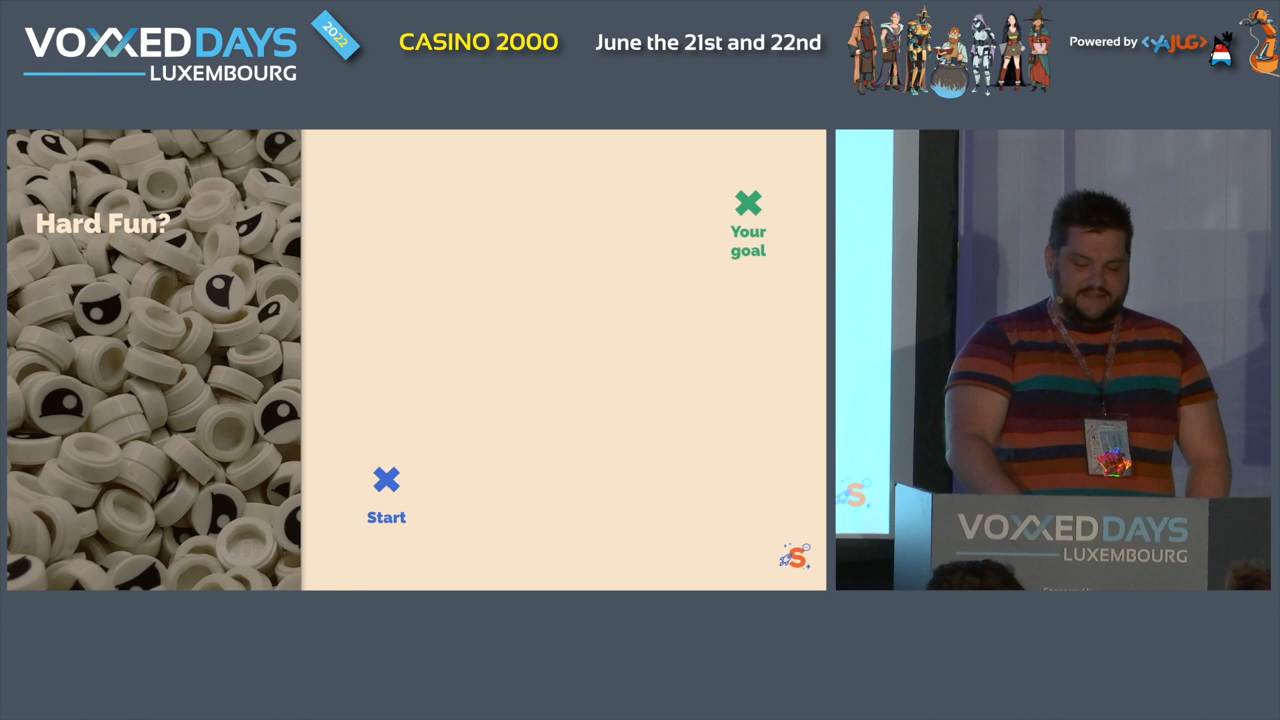 VOXXED DAYS
LUXEMBOURG
2022
CASINO 2000
June the 21st and 22nd
Powered by <YAJUG>
Hard Fun?
Your
goal
Start
S
S
VOXXED DAYS
LUXEMBOURG